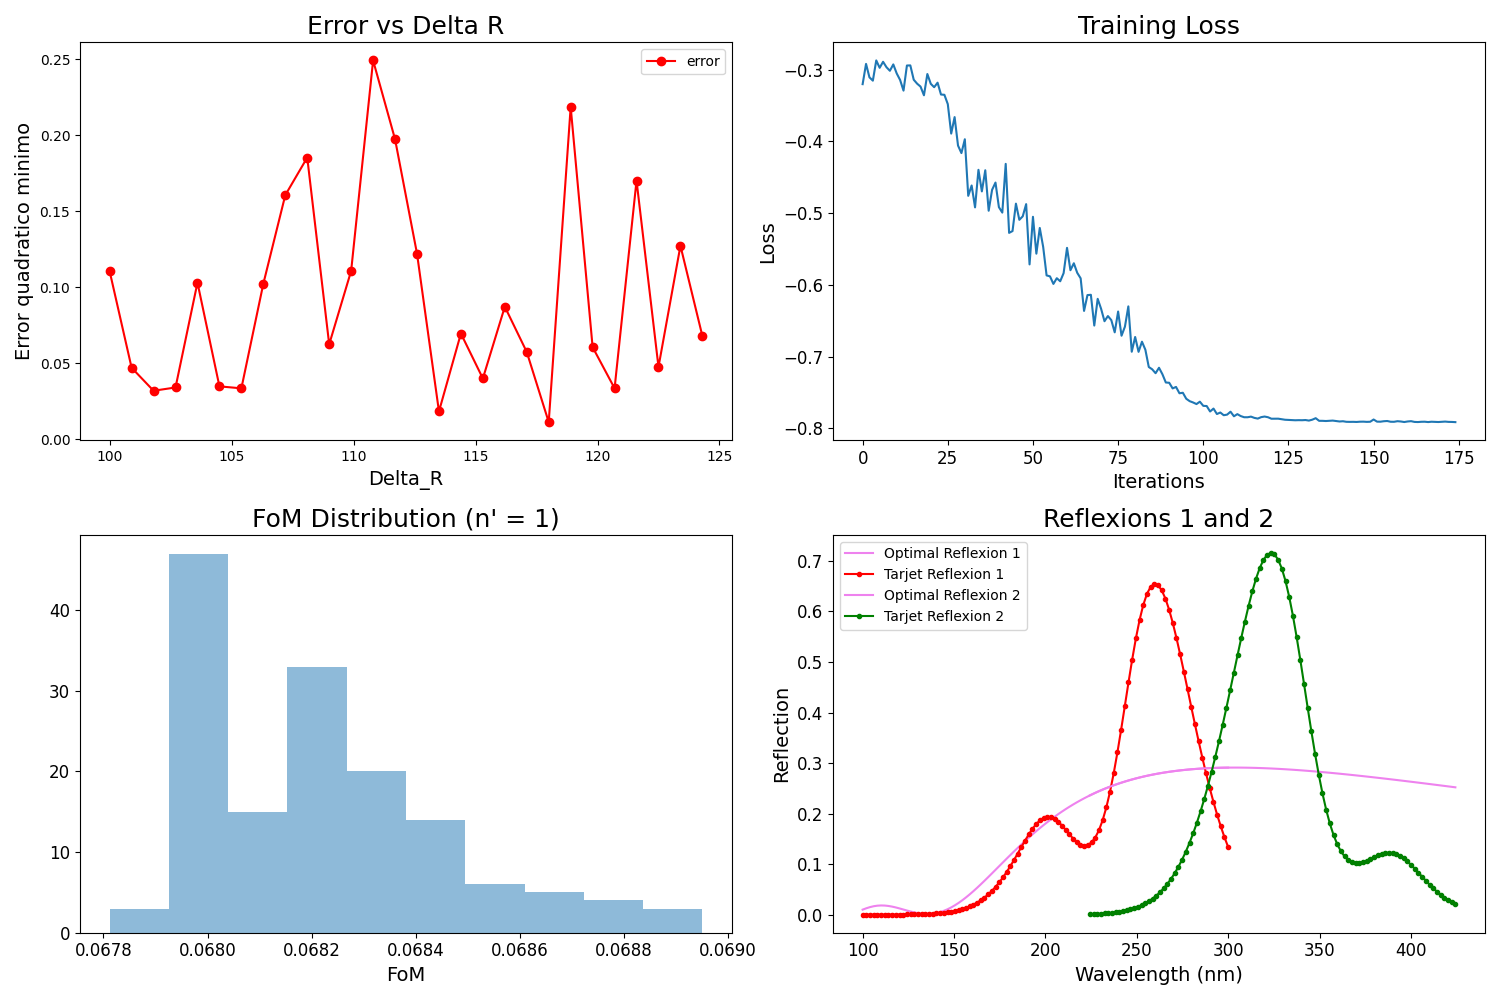 Error vs Delta R
error
Error quadratico minimo
0.25
0.20
0.15
0.10
0.05
0.00
100 105 110 115 120 125
Delta_R
Training Loss
Loss
−0.3
−0.4
−0.5
−0.6
−0.7
−0.8
0 25 50 75 100 125 150 175
Iterations
FoM Distribution (n' = 1)
40
30
20
10
0
0.0678 0.0680 0.0682 0.0684 0.0686 0.0688 0.0690
FoM
Reflexions 1 and 2
Optimal Reflexion 1
Tarjet Reflexion 1
Optimal Reflexion 2
Tarjet Reflexion 2
Reflection
0.7
0.6
0.5
0.4
0.3
0.2
0.1
0.0
100 150 200 250 300 350 400
Wavelength (nm)